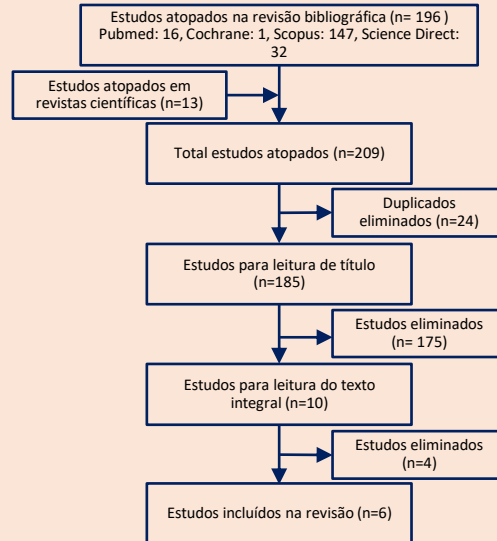 Estudos atopados na revisão bibliográfica (n= 196 )
Pubmed: 16, Cochrane: 1, Scopus: 147, Science Direct:
32
Estudos atopados em
revistas científicas (n=13)
Total estudos atopados (n=209)
Duplicados
eliminados (n=24)
Estudos para leitura de título
(n=185)
Estudos eliminados
(n= 175)
Estudos para leitura do texto
integral (n=10)
Estudos eliminados
(n=4)
Estudos incluídos na revisão (n=6)